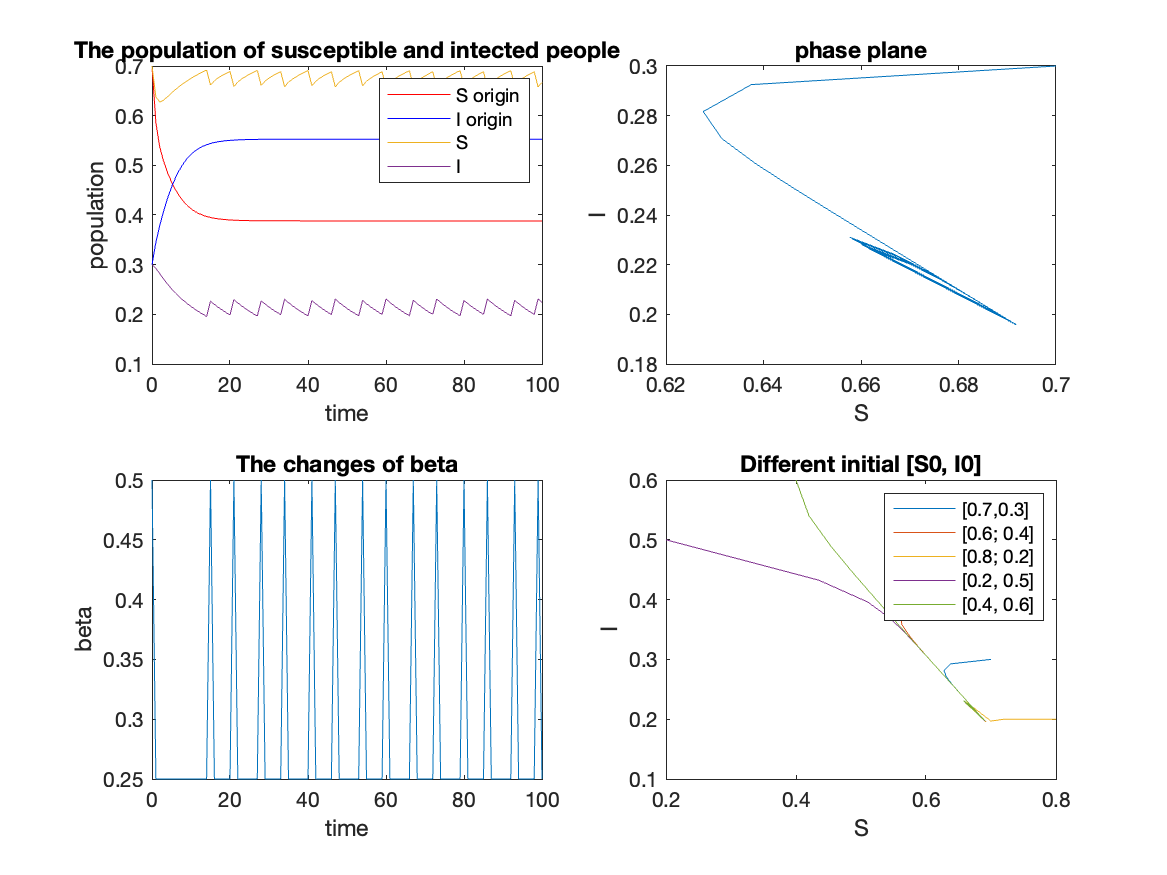 The population of susceptible and intected people
0.7
0.6
0.5
0.4
0.3
0.2
0.1
population
0 20 40 60 80 100
time
S origin
I origin
S
I
phase plane
0.3
0.28
0.26
0.24
0.22
0.2
0.18
I
0.62 0.64 0.66 0.68 0.7
S
The changes of beta
0.5
0.45
0.4
0.35
0.3
0.25
beta
0 20 40 60 80 100
time
Different initial [S0, I0]
0.6
0.5
0.4
0.3
0.2
0.1
I
0.2 0.4 0.6 0.8
S
[0.7,0.3]
[0.6; 0.4]
[0.8; 0.2]
[0.2, 0.5]
[0.4, 0.6]